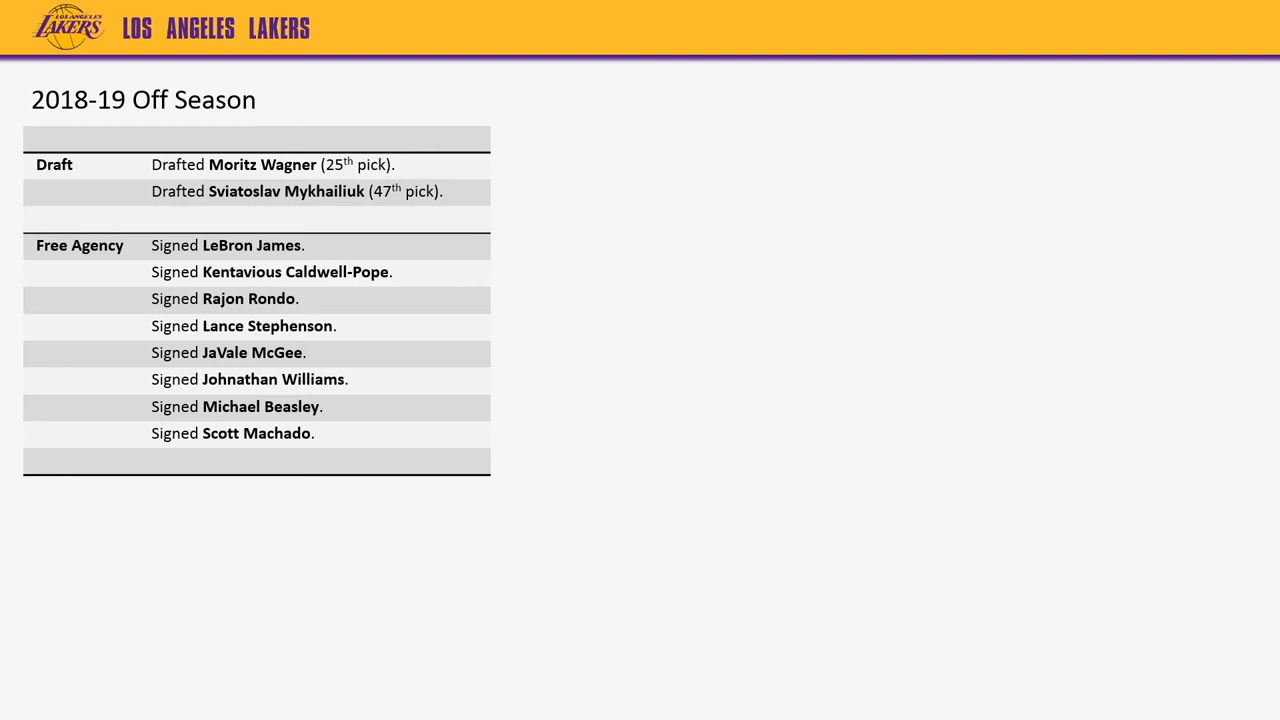 LOS ANGELES LAKERS
LOS ANGELES LAKERS
2018-19 Off Season
Draft Drafted Moritz Wagner (25th pick).
Drafted Sviatoslav Mykhailiuk (47th pick).
Free Agency Signed LeBron James.
Signed Kentavious Caldwell-Pope.
Signed Rajon Rondo.
Signed Lance Stephenson.
Signed JaVale McGee.
Signed Johnathan Williams.
Signed Michael Beasley.
Signed Scott Machado.